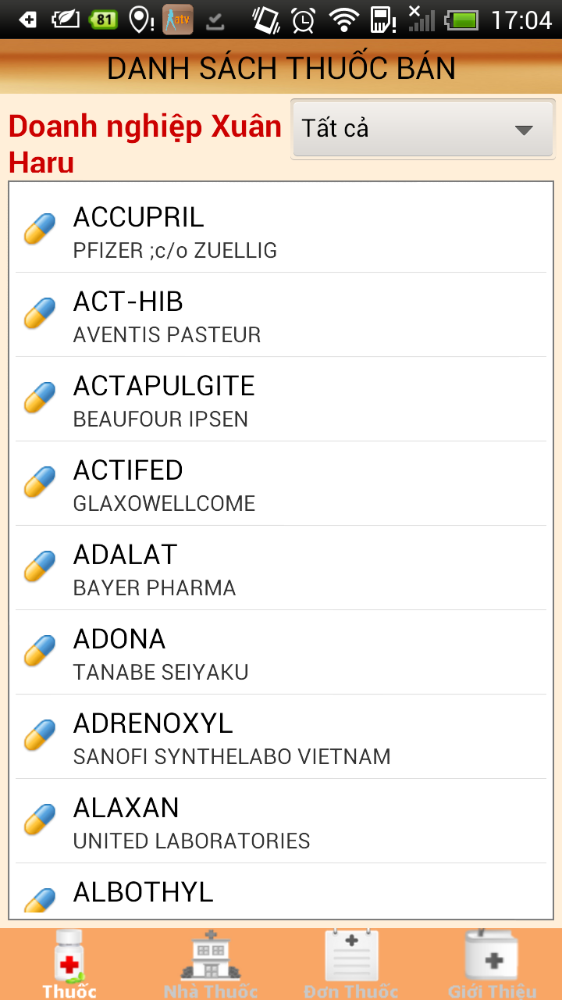 81
atv
17:04
DANH SÁCH THUỐC BÁN
Doanh nghiệp Xuân
Haru
Tất cả
ACCUPRIL
PFIZER ;c/o ZUELLIG
ACT-HIB
AVENTIS PASTEUR
ACTAPULGITE
BEAUFOUR IPSEN
ACTIFED
GLAXOWELLCOME
ADALAT
BAYER PHARMA
ADONA
TANABE SEIYAKU
ADRENOXYL
SANOFI SYNTHELABO VIETNAM
ALAXAN
UNITED LABORATORIES
ALBOTHYL
Thuốc
Nhà Thuốc
Đơn Thuốc
Giới Thiệu